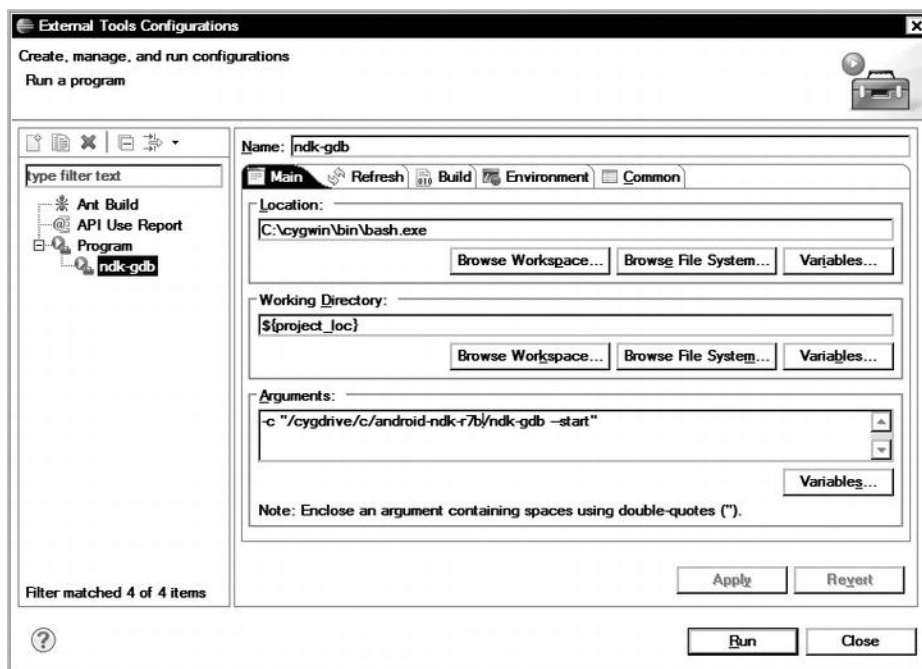 External Tools Configurations
Create, manage, and run configurations
Run a program
Name: ndk-gdb
type filter text
Ant Build
API Use Report
Program
ndk-gdb
Filter matched 4 of 4 items
Main Refresh Build Environment Common
Location:
C:\cygwin\bin\bash.exe
Browse Workspace... Browse File System... Variables...
Working Directory:
${project_loc}
Browse Workspace... Browse File System... Variables...
Arguments:
-c "/cygdrive/c/android-ndk-r7b/ndk-gdb –start"
Variables...
Note: Enclose an argument containing spaces using double-quotes (").
Apply Revert
Run Close